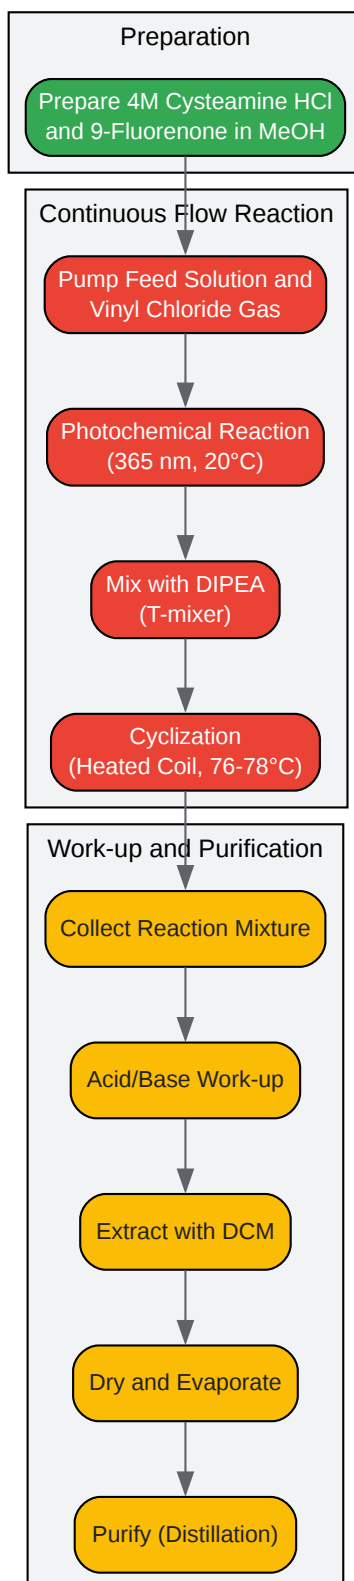 Preparation
Prepare 4M Cysteamine HCl
and 9-Fluorenone in MeOH
Continuous Flow Reaction
Pump Feed Solution and
Vinyl Chloride Gas
Photochemical Reaction
(365 nm, 20°C)
Mix with DIPEA
(T-mixer)
Cyclization
(Heated Coil, 76-78°C)
Work-up and Purification
Collect Reaction Mixture
Acid/Base Work-up
Extract with DCM
Dry and Evaporate
Purify (Distillation)